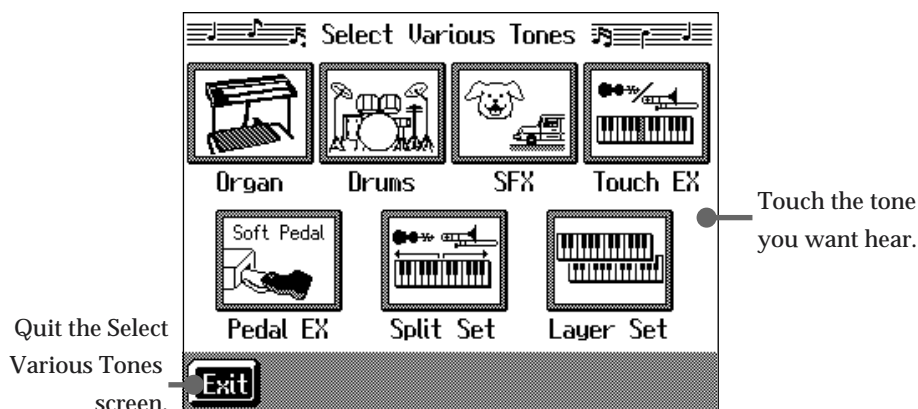 Select Various Tones
Organ
Drums
SFX
Touch EX
Touch the tone
you want hear.
Soft Pedal
Pedal EX
Split Set
Layer Set
Quit the Select
Various Tones
screen.
Exit